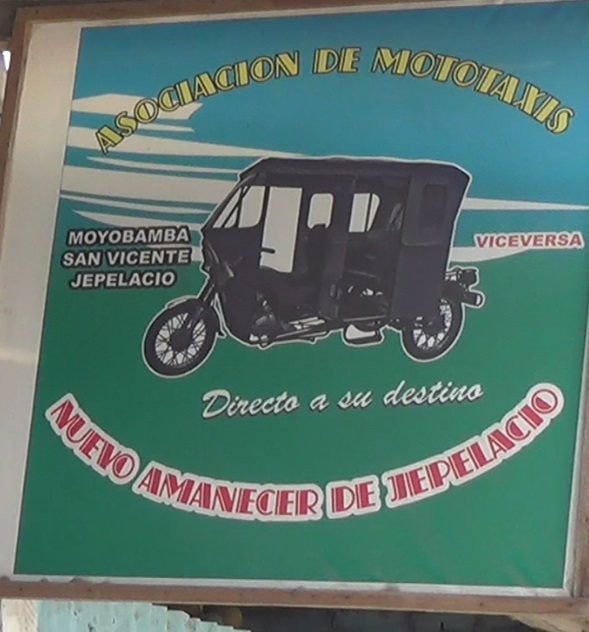 ASOCIACION DE MOTOTAXIS
MOYOBAMBA
SAN VICENTE
JEPELACIO
VICEVERSA
Directo a su destino
NUEVO AMANECER DE JEPELACIO